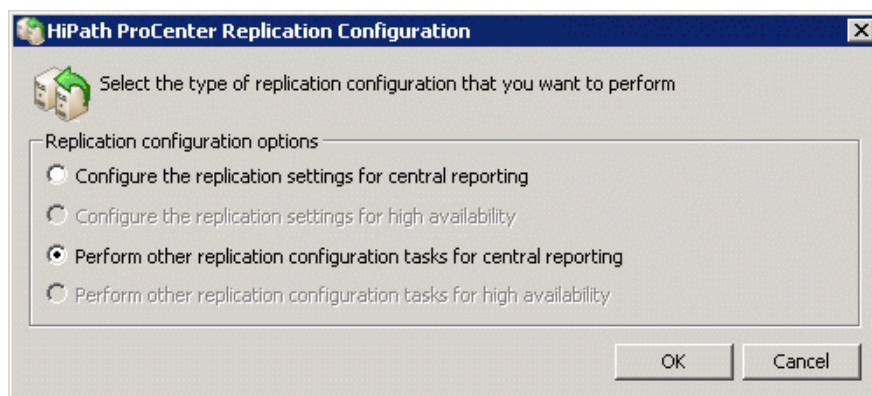 HiPath ProCenter Replication Configuration
Select the type of replication configuration that you want to perform
Replication configuration options
Configure the replication settings for central reporting
Configure the replication settings for high availability
Perform other replication configuration tasks for central reporting
Perform other replication configuration tasks for high availability
OK Cancel